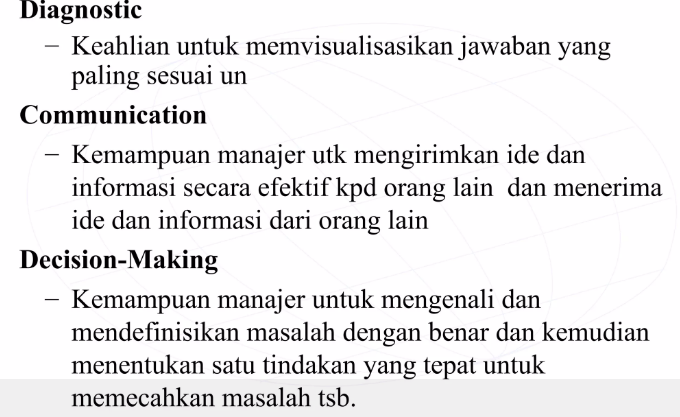 Diagnostic
– Keahlian untuk memvisualisasikan jawaban yang
paling sesuai un
Communication
– Kemampuan manajer utk mengirimkan ide dan
informasi secara efektif kpd orang lain dan menerima
ide dan informasi dari orang lain
Decision-Making
– Kemampuan manajer untuk mengenali dan
mendefinisikan masalah dengan benar dan kemudian
menentukan satu tindakan yang tepat untuk
memecahkan masalah tsb.